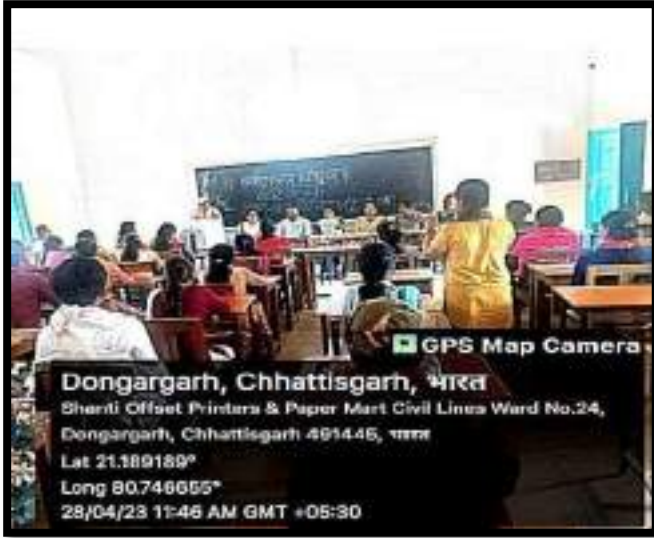 GPS Map Camera
Dongargarh, Chhattisgarh, भारत
Shanti Offset Printers & Paper Mart Civil Lines Ward No.24,
Dongargarh, Chhattisgarh 491445, भारत
Lat 21.189189°
Long 80.746655°
28/04/23 11:46 AM GMT +05:30